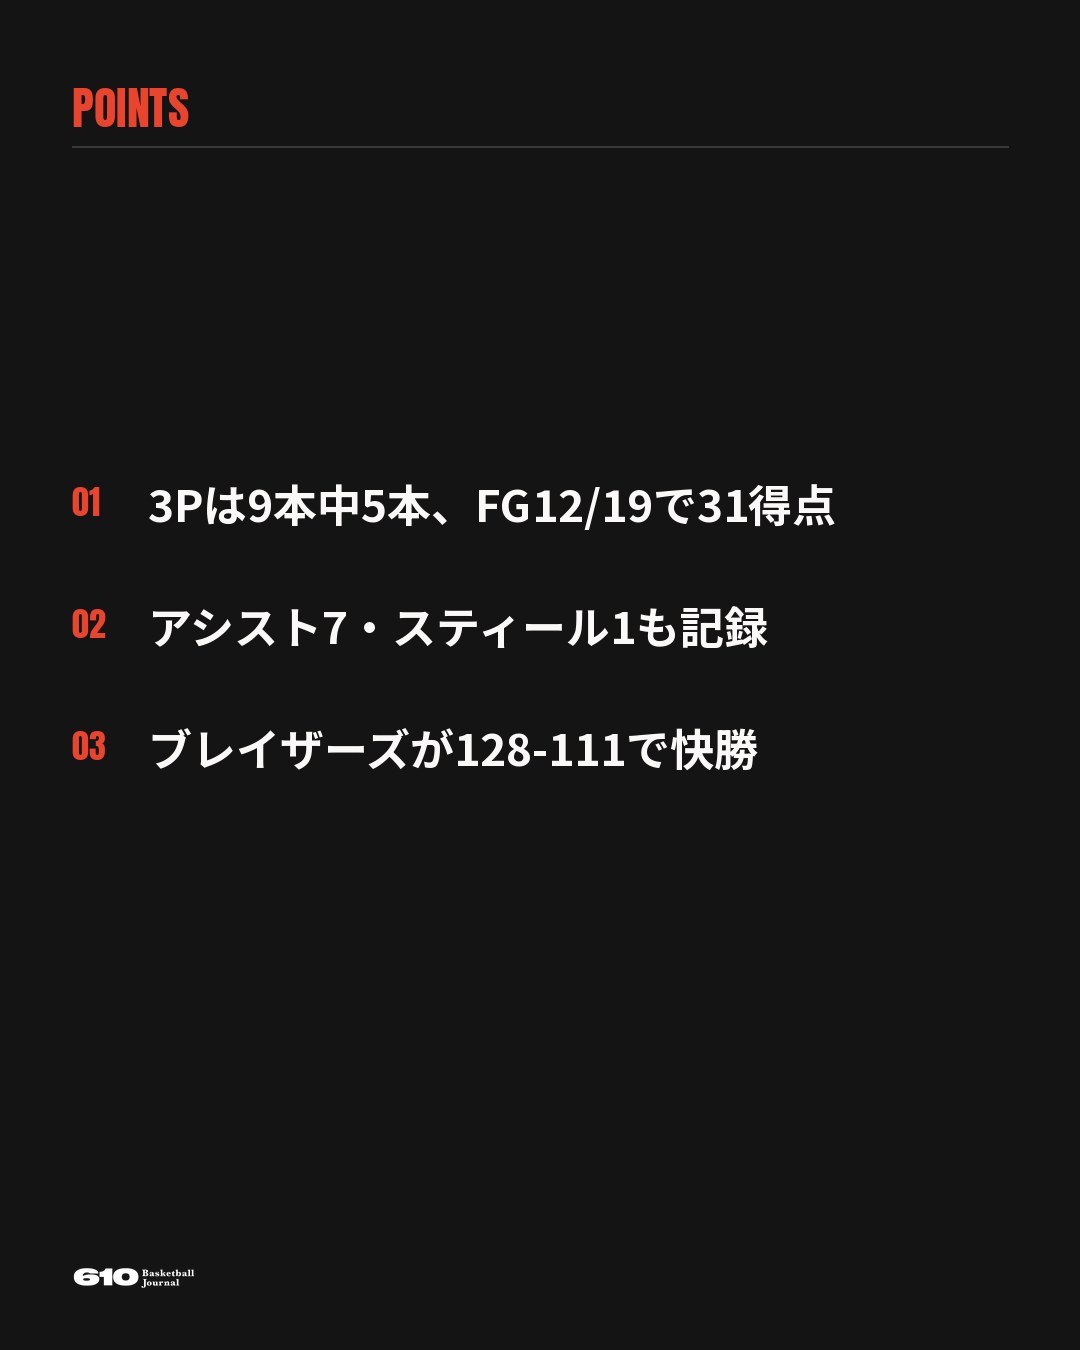 POINTS
01 3Pは9本中5本、FG12/19で31得点
02 アシスト7・スティール1も記録
03 ブレイザーズが128-111で快勝
610 Basketball
Journal